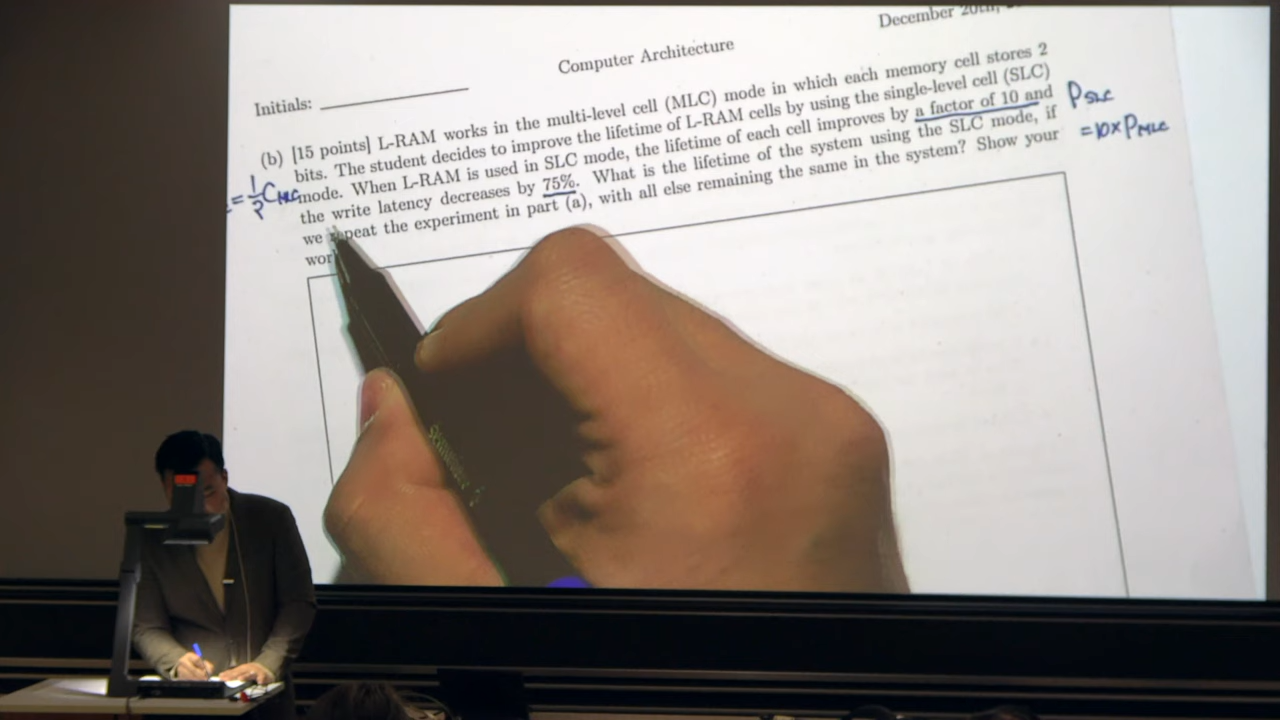 December 20th,
Computer Architecture
Initials:
(b) [15 points] L-RAM works in the multi-level cell (MLC) mode in which each memory cell stores 2
bits. The student decides to improve the lifetime of L-RAM cells by using the single-level cell (SLC)
mode. When L-RAM is used in SLC mode, the lifetime of each cell improves by a factor of 10 and
the write latency decreases by 75%. What is the lifetime of the system using the SLC mode, if
we repeat the experiment in part (a), with all else remaining the same in the system? Show your
wor
PSLC
=10×PMLC
=1/2 CMLC